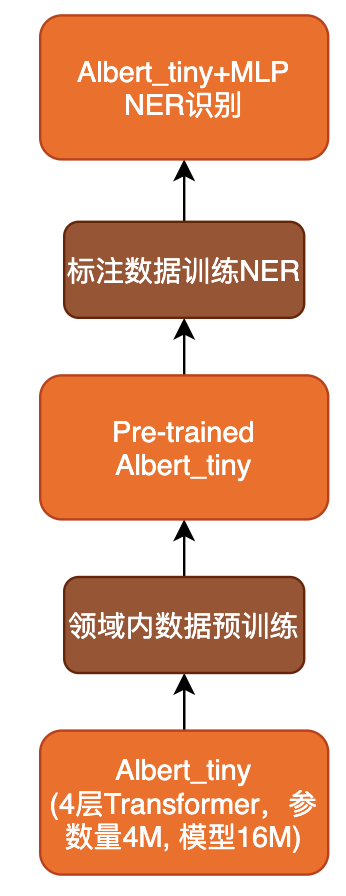 Albert_tiny+MLP
NER识别
标注数据训练NER
Pre-trained
Albert_tiny
领域内数据预训练
Albert_tiny
(4层Transformer，参
数量4M, 模型16M)